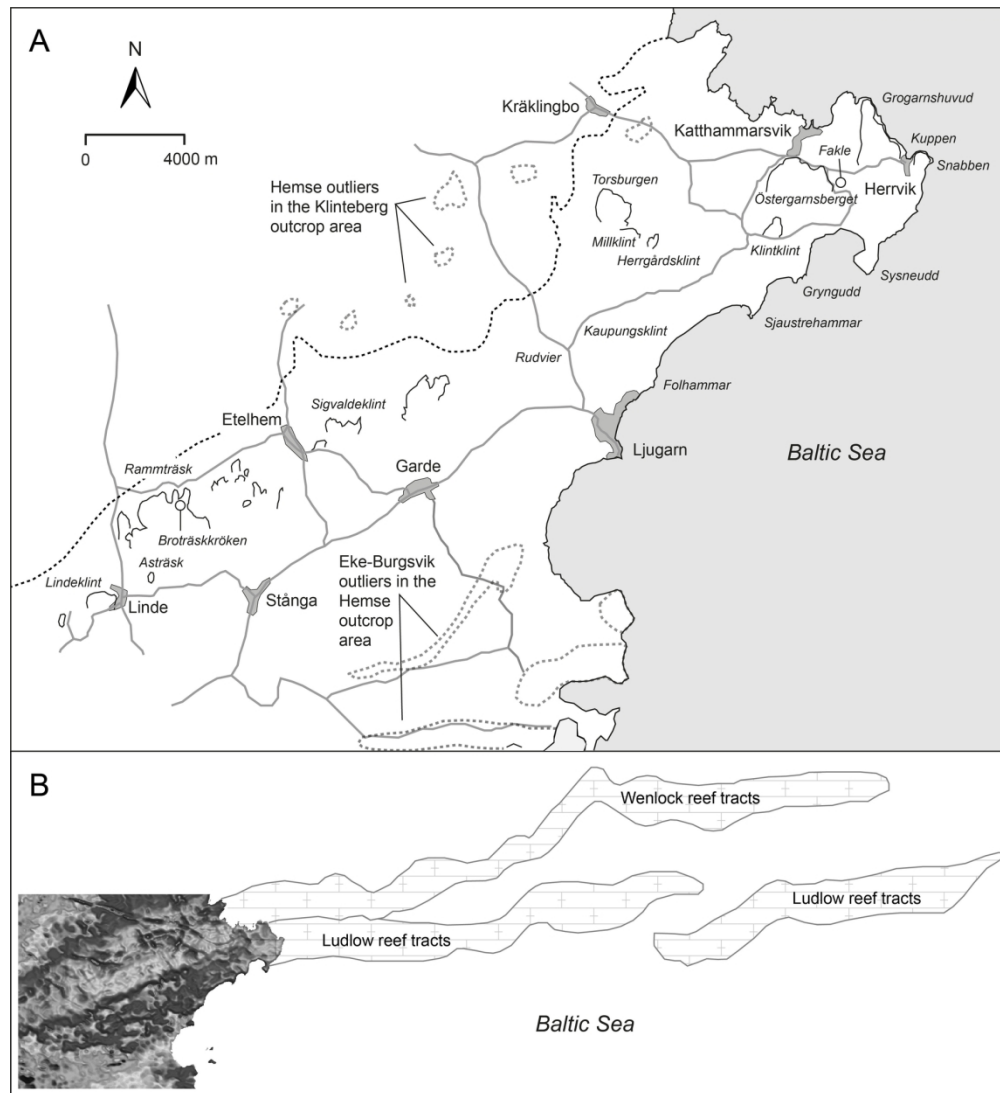 A
N
0
4000 m
Kräklingbo
Grogarnshuvud
Katthammarsvik
Kuppen
Fakle
Snabben
Hemse outliers
in the Klinteberg
outcrop area
Torsburgen
Östergarnsberget
Herrvik
Millklint
Herrgårdsklint
Klintklint
Sysneudd
Gryngudd
Sjaustrehammar
Kaupungsklint
Rudvier
Folhammar
Sigvaldeklint
Etelhem
Ljugarn
Baltic Sea
Garde
Rammträsk
Broträskkröken
Asträsk
Eke-Burgsvik
outliers in the
Hemse
outcrop
area
Lindeklint
Linde
Stånga
B
Wenlock reef tracts
Ludlow reef tracts
Ludlow reef tracts
Baltic Sea